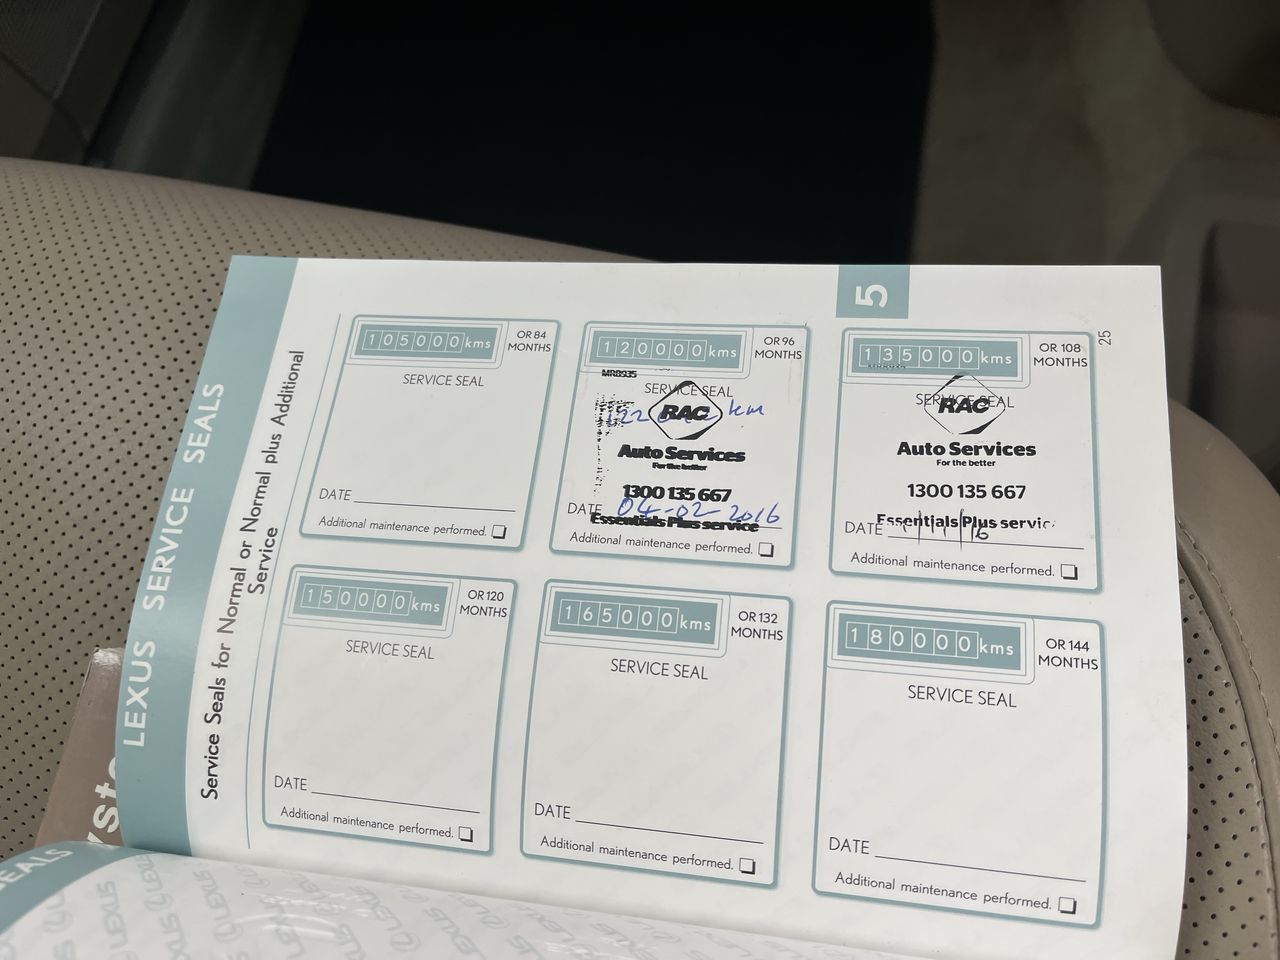 LEXUS SERVICE SEALS
Service Seals for Normal or Normal plus Additional
Service
5
25
105000 kms
OR 84
MONTHS
SERVICE SEAL
DATE
Additional maintenance performed.
120000 kms
OR 96
MONTHS
MR8935
SERVICE SEAL
RAC
km
Auto Services
For the better
1300 135 667
DATE 04-02-2016
Essentials Plus service
Additional maintenance performed.
135000 kms
OR 108
MONTHS
SERVICE SEAL
RAC
Auto Services
For the better
1300 135 667
Essentials Plus servic
DATE
Additional maintenance performed.
150000 kms
OR 120
MONTHS
SERVICE SEAL
DATE
Additional maintenance performed.
165000 kms
OR 132
MONTHS
SERVICE SEAL
DATE
Additional maintenance performed.
180000 kms
OR 144
MONTHS
SERVICE SEAL
DATE
Additional maintenance performed.
EALS